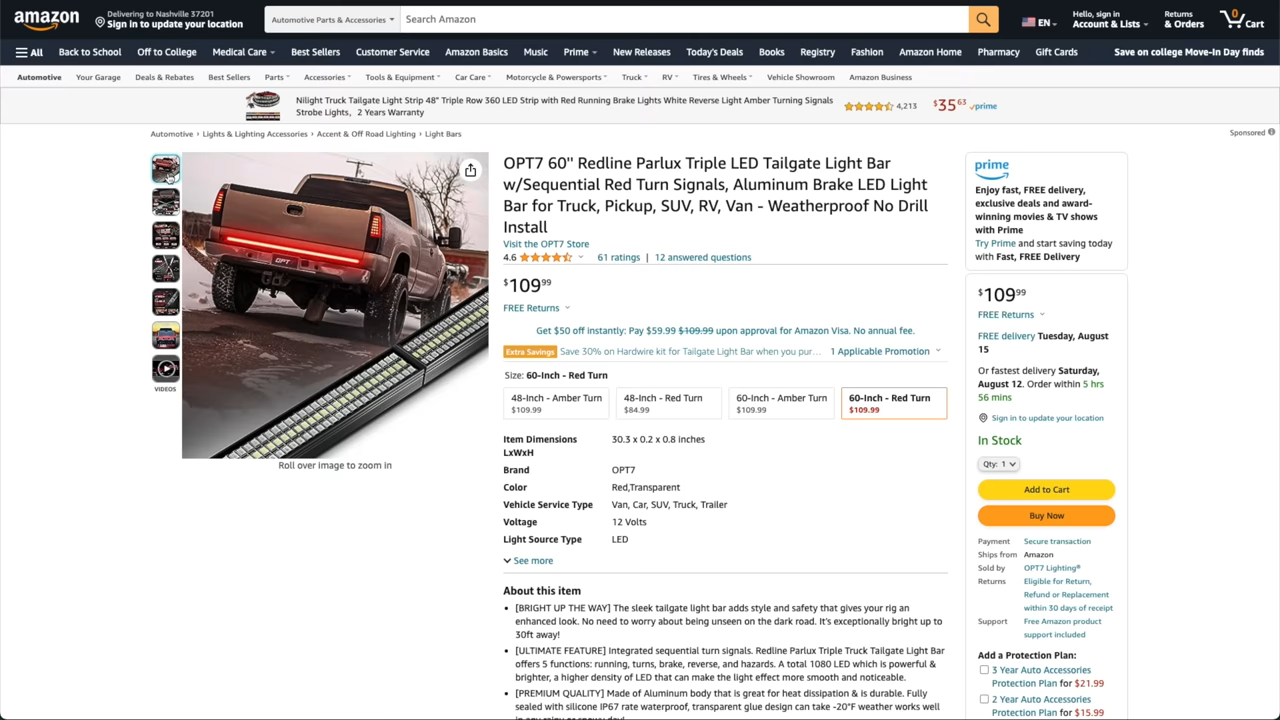 amazon
Delivering to Nashville 37201
Sign in to update your location
Automotive Parts & Accessories
Search Amazon
EN
Hello, sign in
Account & Lists
Returns
& Orders
0
Cart
All
Back to School
Off to College
Medical Care
Best Sellers
Customer Service
Amazon Basics
Music
Prime
New Releases
Today's Deals
Books
Registry
Fashion
Amazon Home
Pharmacy
Gift Cards
Save on college Move-In Day finds
Automotive
Your Garage
Deals & Rebates
Best Sellers
Parts
Accessories
Tools & Equipment
Car Care
Motorcycle & Powersports
Truck
RV
Tires & Wheels
Vehicle Showroom
Amazon Business
Nilight Truck Tailgate Light Strip 48" Triple Row 360 LED Strip with Red Running Brake Lights White Reverse Light Amber Turning Signals
Strobe Lights, 2 Years Warranty
4,213
$35 63 prime
Automotive › Lights & Lighting Accessories › Accent & Off Road Lighting › Light Bars
Sponsored
VIDEOS
OPT
Roll over image to zoom in
OPT7 60" Redline Parlux Triple LED Tailgate Light Bar
w/Sequential Red Turn Signals, Aluminum Brake LED Light
Bar for Truck, Pickup, SUV, RV, Van - Weatherproof No Drill
Install
Visit the OPT7 Store
4.6 61 ratings | 12 answered questions
$109 99
FREE Returns
Get $50 off instantly: Pay $59.99 $109.99 upon approval for Amazon Visa. No annual fee.
Extra Savings Save 30% on Hardwire kit for Tailgate Light Bar when you pur… 1 Applicable Promotion
Size: 60-Inch - Red Turn
48-Inch - Amber Turn
$109.99
48-Inch - Red Turn
$84.99
60-Inch - Amber Turn
$109.99
60-Inch - Red Turn
$109.99
Item Dimensions 30.3 x 0.2 x 0.8 inches
LxWxH
Brand OPT7
Color Red,Transparent
Vehicle Service Type Van, Car, SUV, Truck, Trailer
Voltage 12 Volts
Light Source Type LED
See more
About this item
• [BRIGHT UP THE WAY] The sleek tailgate light bar adds style and safety that gives your rig an
enhanced look. No need to worry about being unseen on the dark road. It's exceptionally bright up to
30ft away!
• [ULTIMATE FEATURE] Integrated sequential turn signals. Redline Parlux Triple Truck Tailgate Light Bar
offers 5 functions: running, turns, brake, reverse, and hazards. A total 1080 LED which is powerful &
brighter, a higher density of LED that can make the light effect more smooth and noticeable.
• [PREMIUM QUALITY] Made of Aluminum body that is great for heat dissipation & is durable. Fully
sealed with silicone IP67 rate waterproof, transparent glue design can take -20°F weather works well
in any rainy or snowy day!
prime
Enjoy fast, FREE delivery,
exclusive deals and award-
winning movies & TV shows
with Prime
Try Prime and start saving today
with Fast, FREE Delivery
$109 99
FREE Returns
FREE delivery Tuesday, August
15
Or fastest delivery Saturday,
August 12. Order within 5 hrs
56 mins
Sign in to update your location
In Stock
Qty: 1
Add to Cart
Buy Now
Payment Secure transaction
Ships from Amazon
Sold by OPT7 Lighting®
Returns Eligible for Return,
Refund or Replacement
within 30 days of receipt
Support Free Amazon product
support included
Add a Protection Plan:
3 Year Auto Accessories
Protection Plan for $21.99
2 Year Auto Accessories
Protection Plan for $15.99